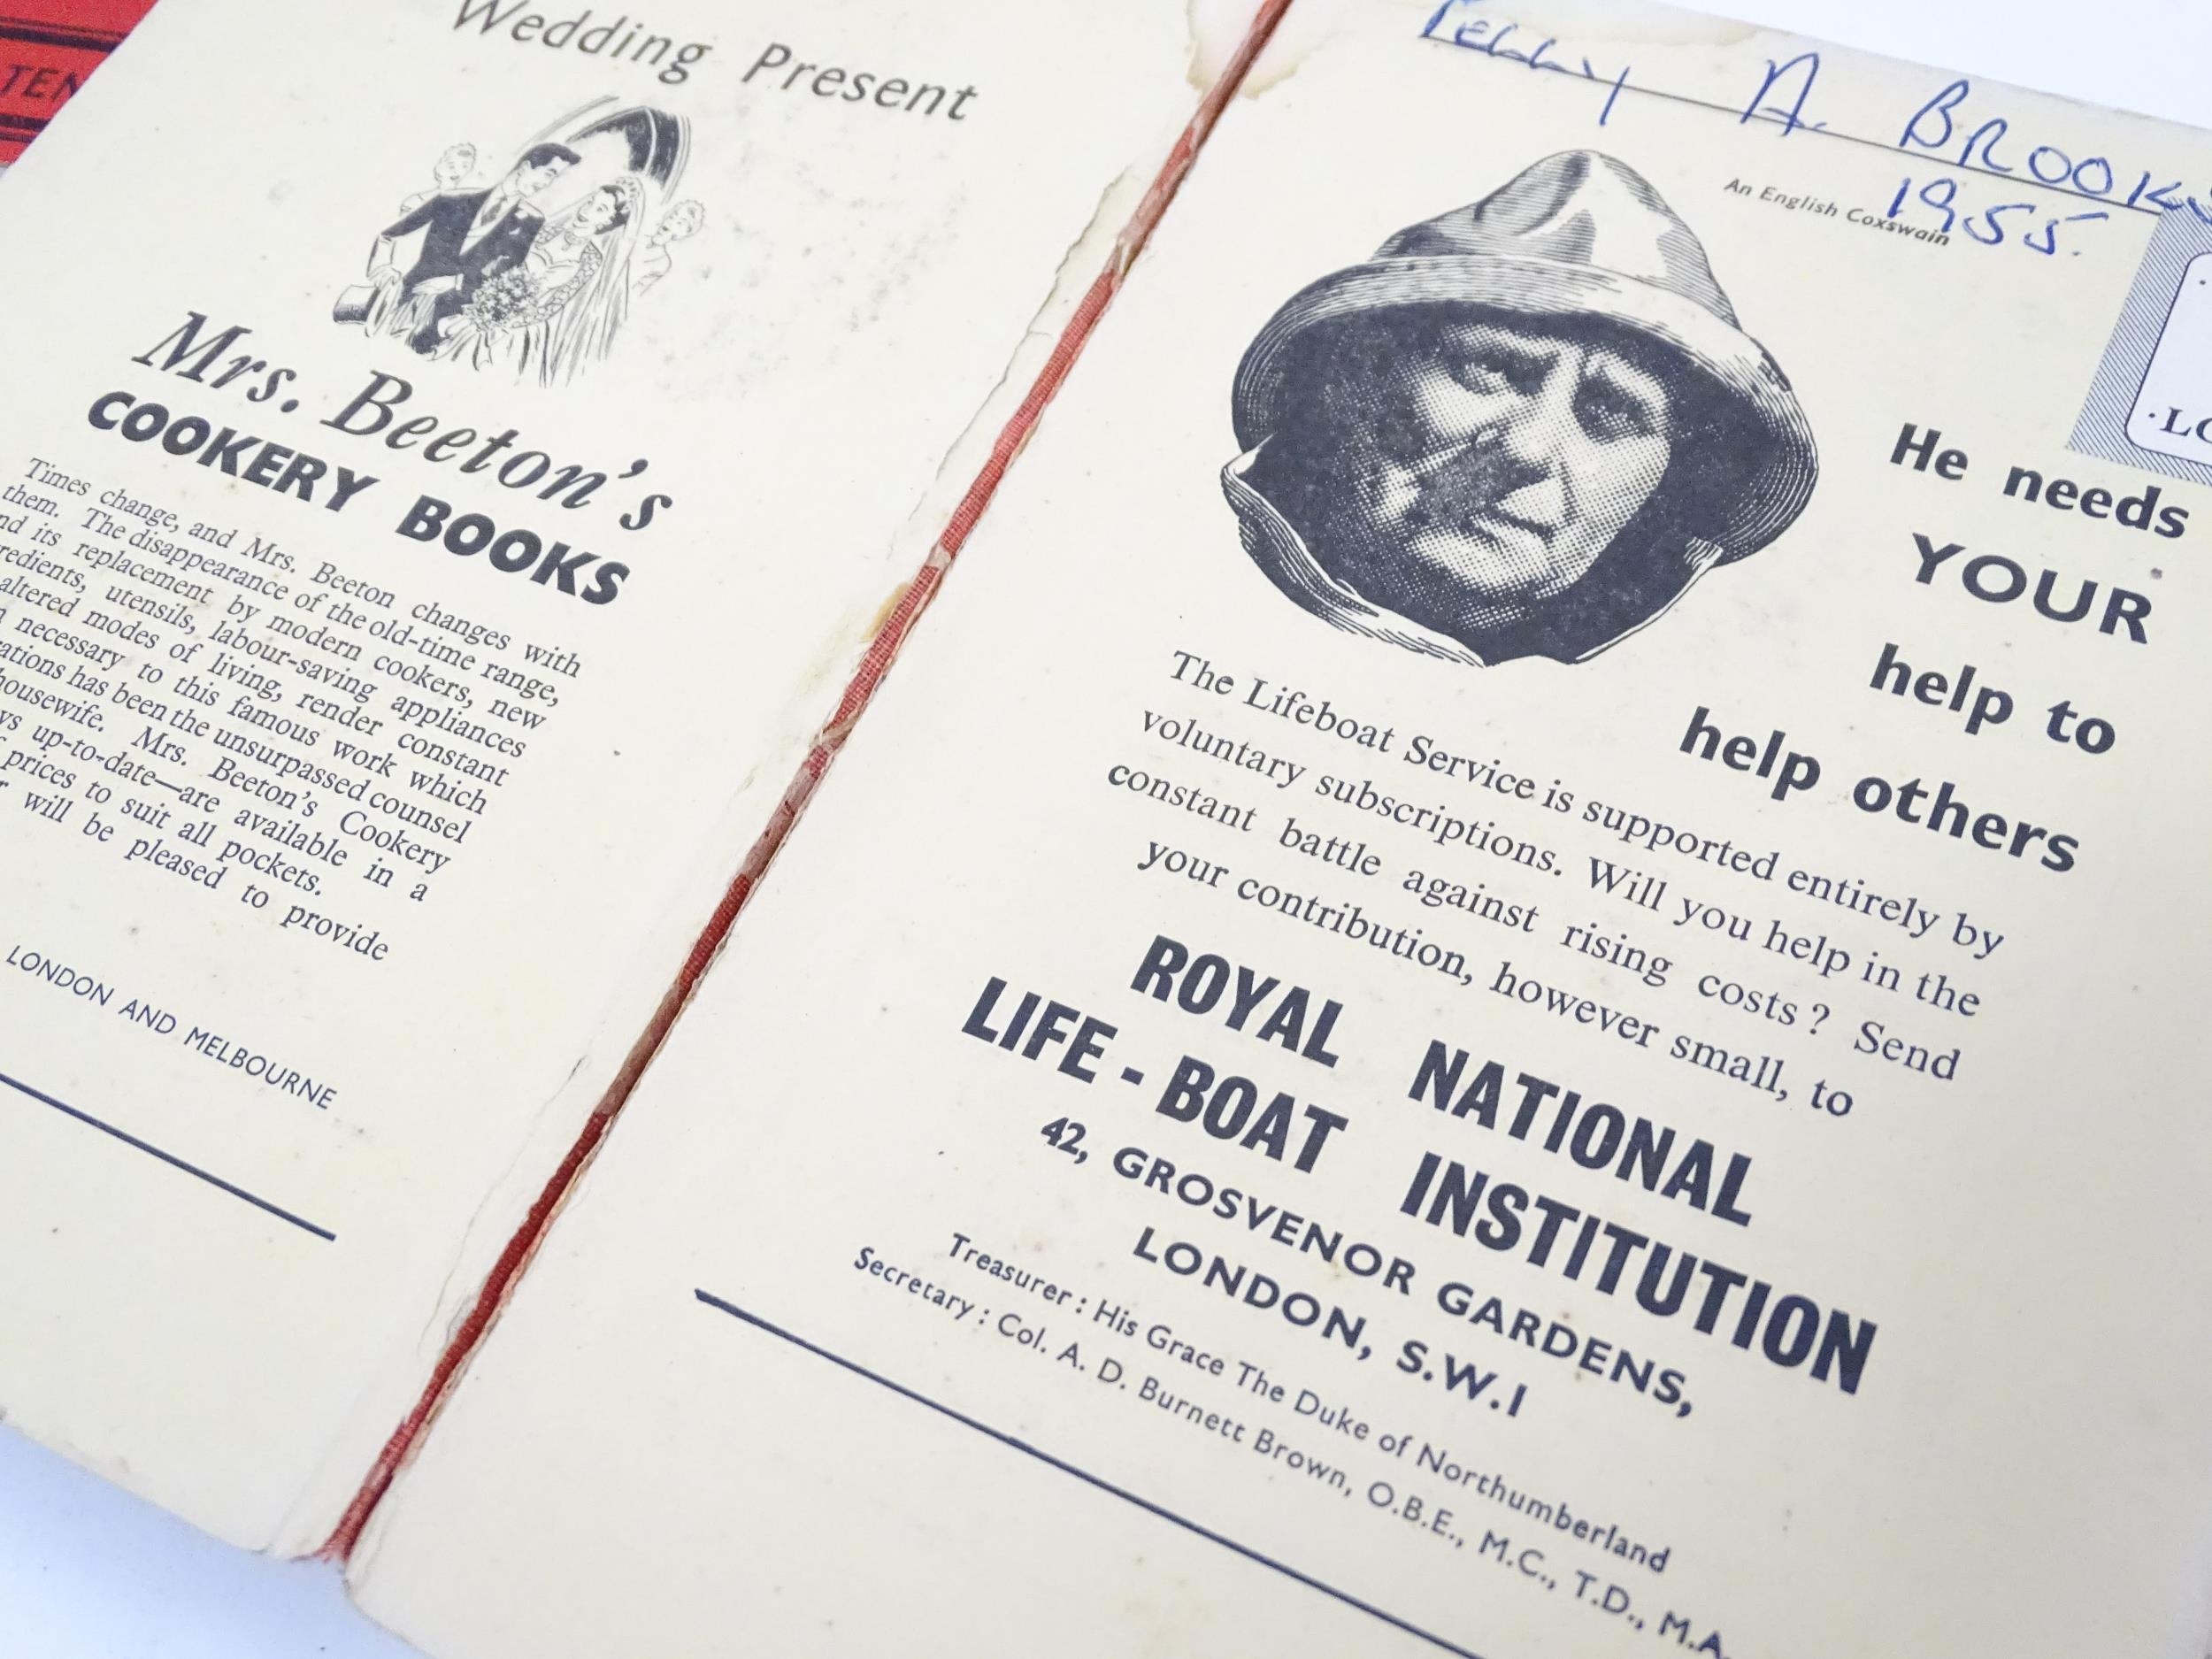 TEN
Wedding Present
Mrs. Beeton's
COOKERY BOOKS
Times change, and Mrs. Beeton changes with
them. The disappearance of the old-time range,
its replacement by modern cookers, new
utensils, labour-saving appliances
altered modes of living, render constant
necessary to this famous work which
has been the unsurpassed counsel
housewife. Mrs. Beeton's Cookery
up-to-date—are available in a
prices to suit all pockets.
will be pleased to provide
LONDON AND MELBOURNE
A. BROOKS
1955.
An English Coxswain
He needs
YOUR
help to
help others
The Lifeboat Service is supported entirely by
voluntary subscriptions. Will you help in the
constant battle against rising costs? Send
your contribution, however small, to
ROYAL NATIONAL
LIFE-BOAT INSTITUTION
42, GROSVENOR GARDENS,
LONDON, S.W.1
Treasurer: His Grace The Duke of Northumberland
Secretary: Col. A. D. Burnett Brown, O.B.E., M.C., T.D., M.A.